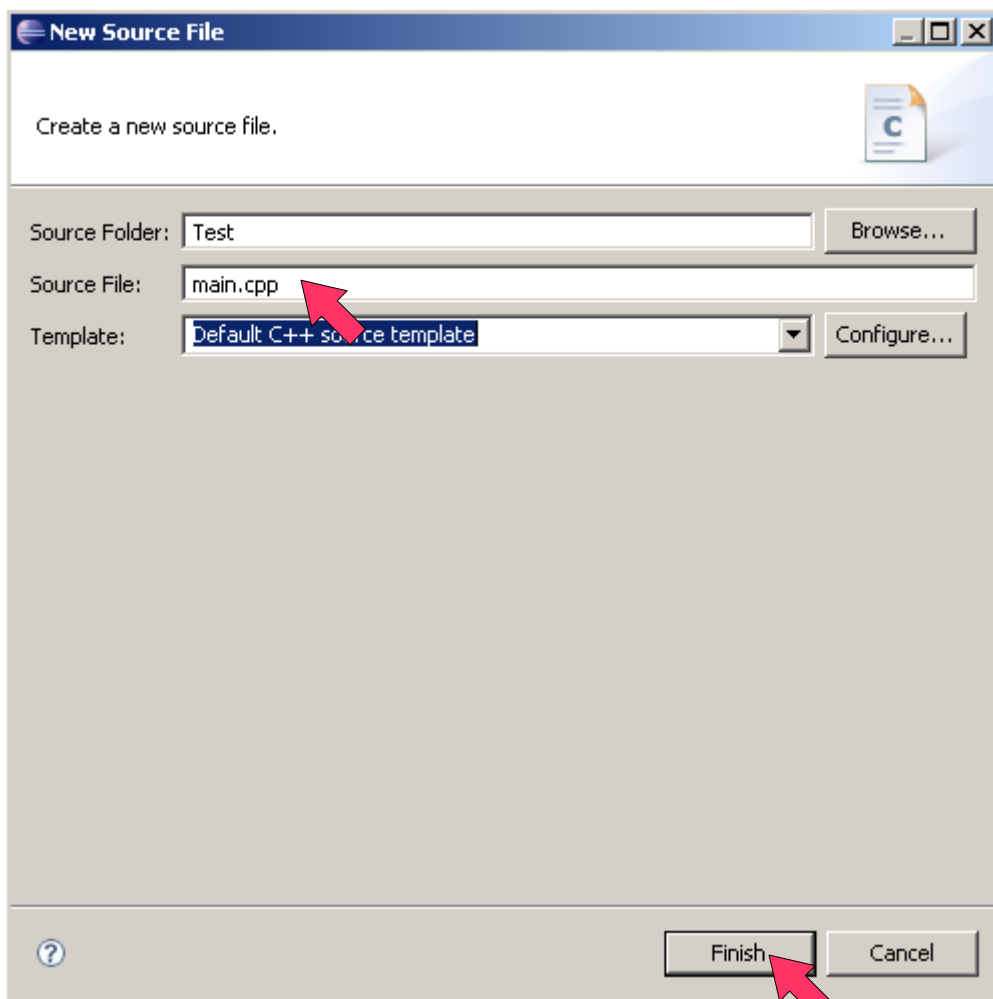 New Source File
Create a new source file.
C
Source Folder: Test Browse...
Source File: main.cpp
Template: Default C++ source template Configure...
? Finish Cancel